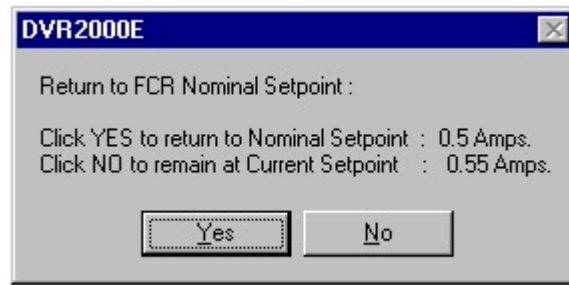 DVR2000E
Return to FCR Nominal Setpoint :
Click YES to return to Nominal Setpoint : 0.5 Amps.
Click NO to remain at Current Setpoint : 0.55 Amps.
Yes No